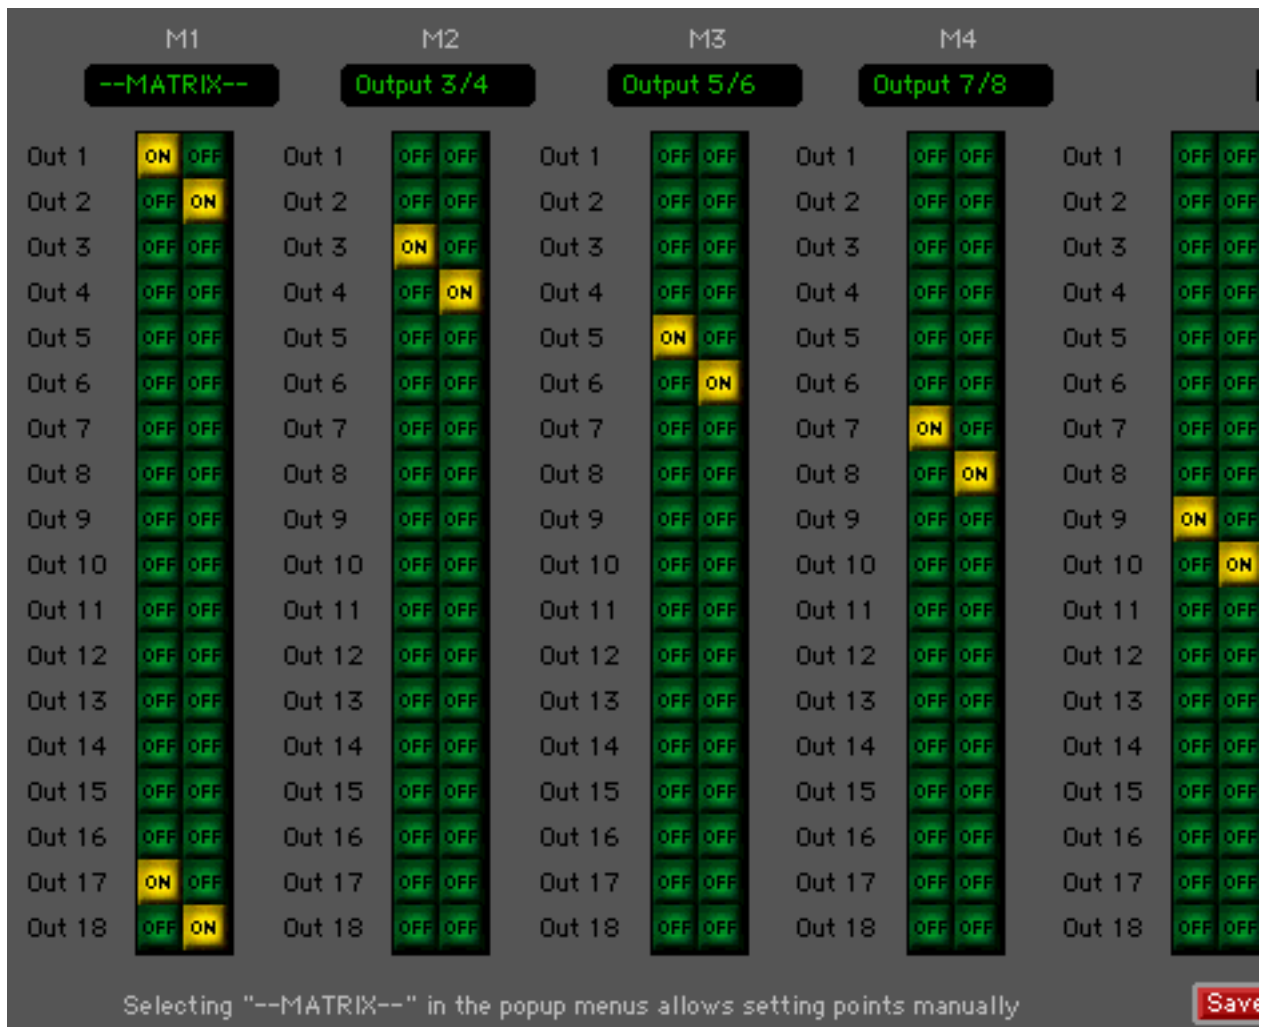 M1 M2 M3 M4
--MATRIX-- Output 3/4 Output 5/6 Output 7/8
Out 1 ON OFF Out 1 OFF OFF Out 1 OFF OFF Out 1 OFF OFF Out 1 OFF OFF
Out 2 OFF ON Out 2 OFF OFF Out 2 OFF OFF Out 2 OFF OFF Out 2 OFF OFF
Out 3 OFF OFF Out 3 ON OFF Out 3 OFF OFF Out 3 OFF OFF Out 3 OFF OFF
Out 4 OFF OFF Out 4 OFF ON Out 4 OFF OFF Out 4 OFF OFF Out 4 OFF OFF
Out 5 OFF OFF Out 5 OFF OFF Out 5 ON OFF Out 5 OFF OFF Out 5 OFF OFF
Out 6 OFF OFF Out 6 OFF OFF Out 6 OFF ON Out 6 OFF OFF Out 6 OFF OFF
Out 7 OFF OFF Out 7 OFF OFF Out 7 OFF OFF Out 7 ON OFF Out 7 OFF OFF
Out 8 OFF OFF Out 8 OFF OFF Out 8 OFF OFF Out 8 OFF ON Out 8 OFF OFF
Out 9 OFF OFF Out 9 OFF OFF Out 9 OFF OFF Out 9 OFF OFF Out 9 ON OFF
Out 10 OFF OFF Out 10 OFF OFF Out 10 OFF OFF Out 10 OFF OFF Out 10 OFF ON
Out 11 OFF OFF Out 11 OFF OFF Out 11 OFF OFF Out 11 OFF OFF Out 11 OFF OFF
Out 12 OFF OFF Out 12 OFF OFF Out 12 OFF OFF Out 12 OFF OFF Out 12 OFF OFF
Out 13 OFF OFF Out 13 OFF OFF Out 13 OFF OFF Out 13 OFF OFF Out 13 OFF OFF
Out 14 OFF OFF Out 14 OFF OFF Out 14 OFF OFF Out 14 OFF OFF Out 14 OFF OFF
Out 15 OFF OFF Out 15 OFF OFF Out 15 OFF OFF Out 15 OFF OFF Out 15 OFF OFF
Out 16 OFF OFF Out 16 OFF OFF Out 16 OFF OFF Out 16 OFF OFF Out 16 OFF OFF
Out 17 ON OFF Out 17 OFF OFF Out 17 OFF OFF Out 17 OFF OFF Out 17 OFF OFF
Out 18 OFF ON Out 18 OFF OFF Out 18 OFF OFF Out 18 OFF OFF Out 18 OFF OFF
Selecting "--MATRIX--" in the popup menus allows setting points manually Save